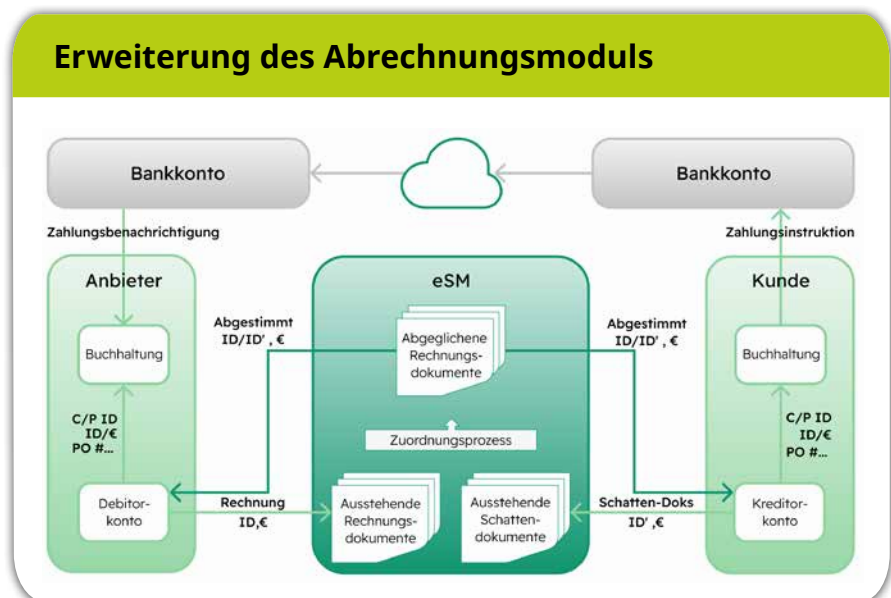 Erweiterung des Abrechnungsmoduls
Bankkonto
Bankkonto
Zahlungsbenachrichtigung
Zahlungsinstruktion
Anbieter
eSM
Kunde
Abgestimmt
ID/ID' , €
Abgeglichene
Rechnungs-
dokumente
Abgestimmt
ID/ID' , €
Buchhaltung
Buchhaltung
C/P ID
ID/€
PO #...
Zuordnungsprozess
C/P ID
ID/€
PO #...
Debitor-
konto
Rechnung
ID,€
Ausstehende
Rechnungs-
dokumente
Ausstehende
Schatten-
dokumente
Schatten-Doks
ID' ,€
Kreditor-
konto